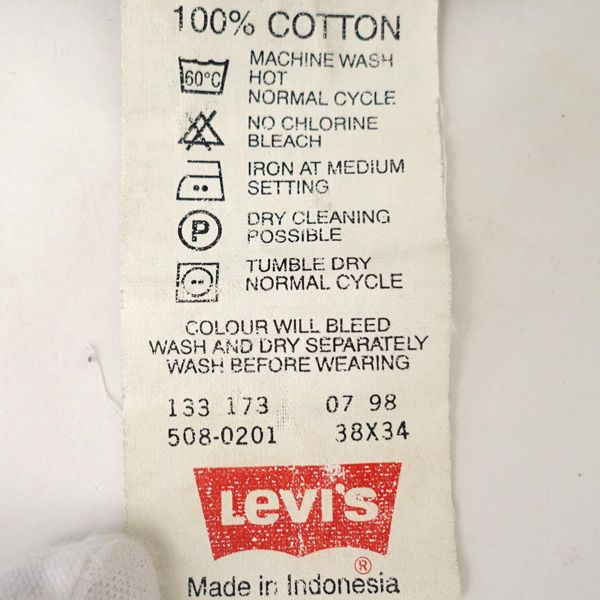 100% COTTON
60°C
MACHINE WASH
HOT
NORMAL CYCLE
NO CHLORINE
BLEACH
IRON AT MEDIUM
SETTING
P
DRY CLEANING
POSSIBLE
TUMBLE DRY
NORMAL CYCLE
COLOUR WILL BLEED
WASH AND DRY SEPARATELY
WASH BEFORE WEARING
133 173 07 98
508-0201 38X34
LEVI'S
®
Made in Indonesia